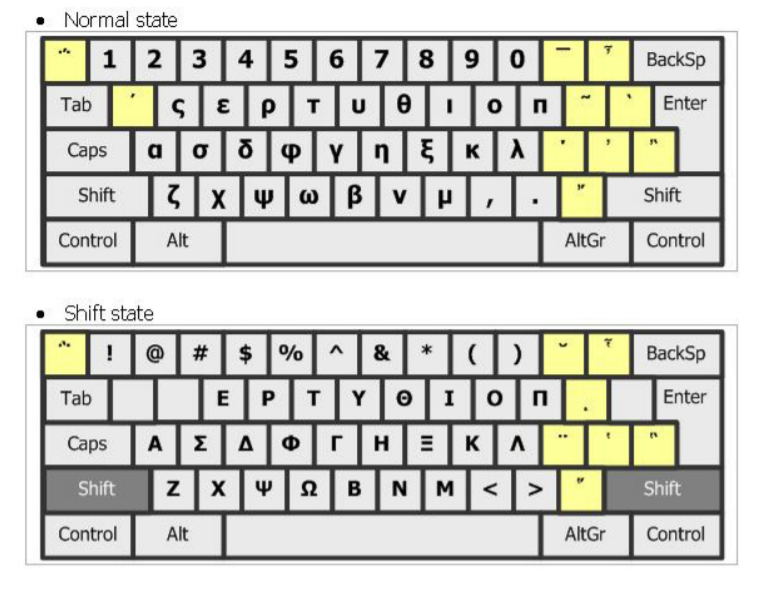 • Normal state
΅ 1 2 3 4 5 6 7 8 9 0 ¯ ῏ BackSp
Tab ΄ ς ε ρ τ υ θ ι ο π ῀ ` Enter
Caps α σ δ φ γ η ξ κ λ ᾽ ῍
Shift ζ χ ψ ω β ν μ , . ῎ Shift
Control Alt AltGr Control
• Shift state
! @ # $ % ^ & * ( ) ˘ ῟ BackSp
Tab Ε Ρ Τ Υ Θ Ι Ο Π . Enter
Caps Α Σ Δ Φ Γ Η Ξ Κ Λ ¨ ῾ ῝
Shift Ζ Χ Ψ Ω Β Ν Μ < > ῞ Shift
Control Alt AltGr Control